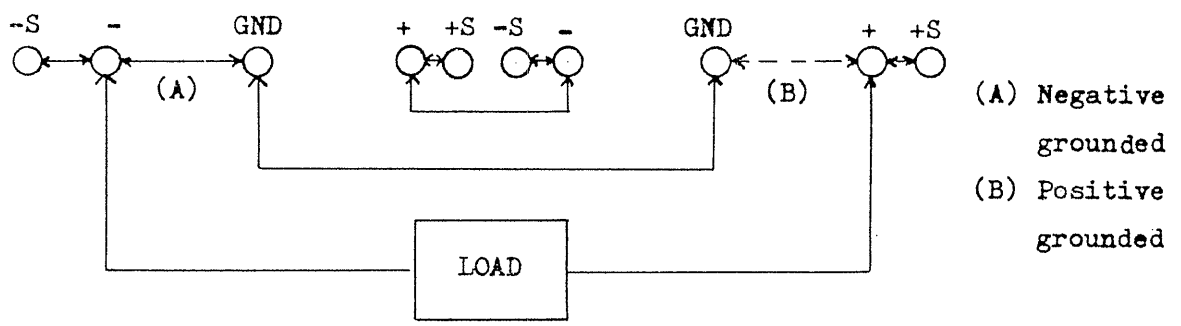 -S - GND + +S -S - GND + +S
(A) (B)
(A) Negative
grounded
(B) Positive
grounded
LOAD